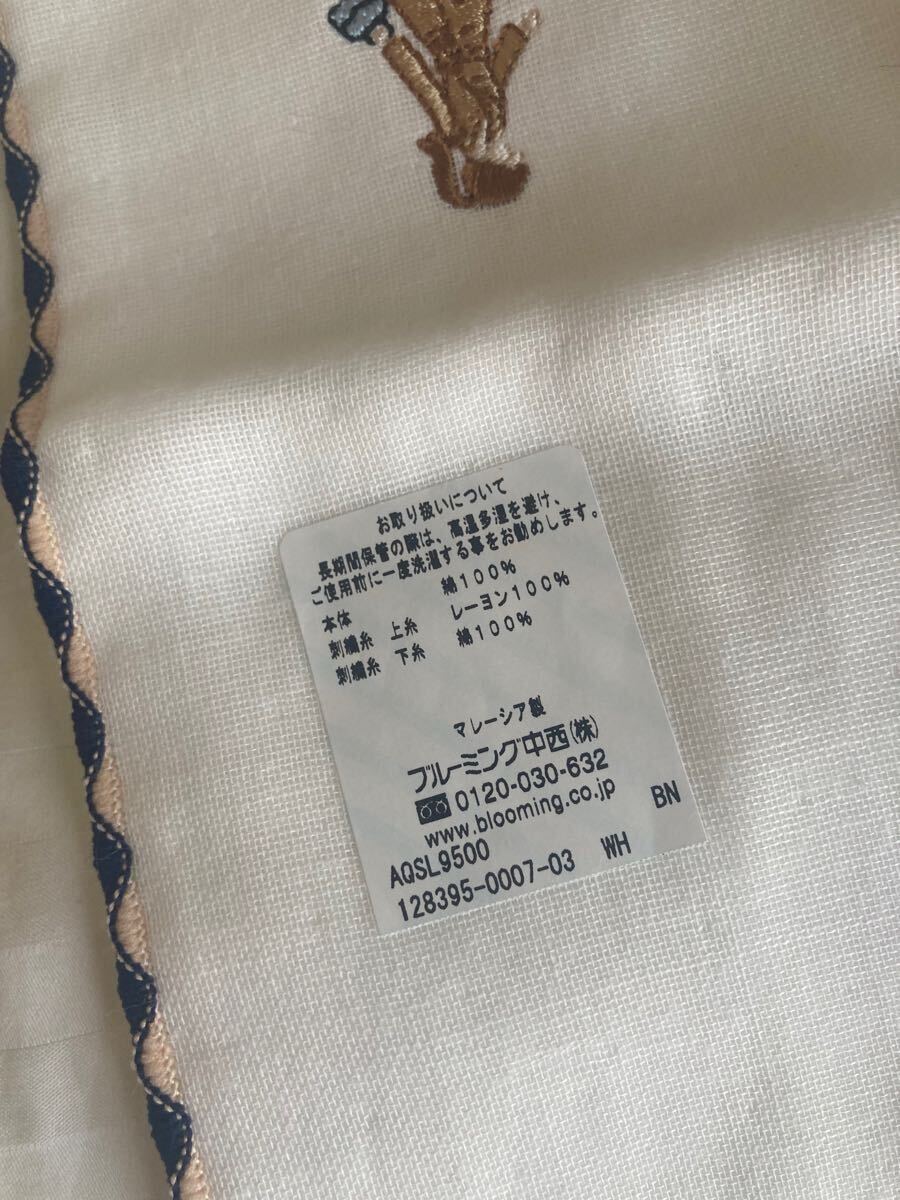 お取り扱いについて
長期間保管の際は、高温多湿を避け、
ご使用前に一度洗濯する事をお勧めします。
本体 綿100%
刺繍糸 上糸 レーヨン100%
刺繍糸 下糸 綿100%
マレーシア製
ブルーミング中西(株)
0120-030-632
www.blooming.co.jp
AQSL9500 BN
128395-0007-03 WH